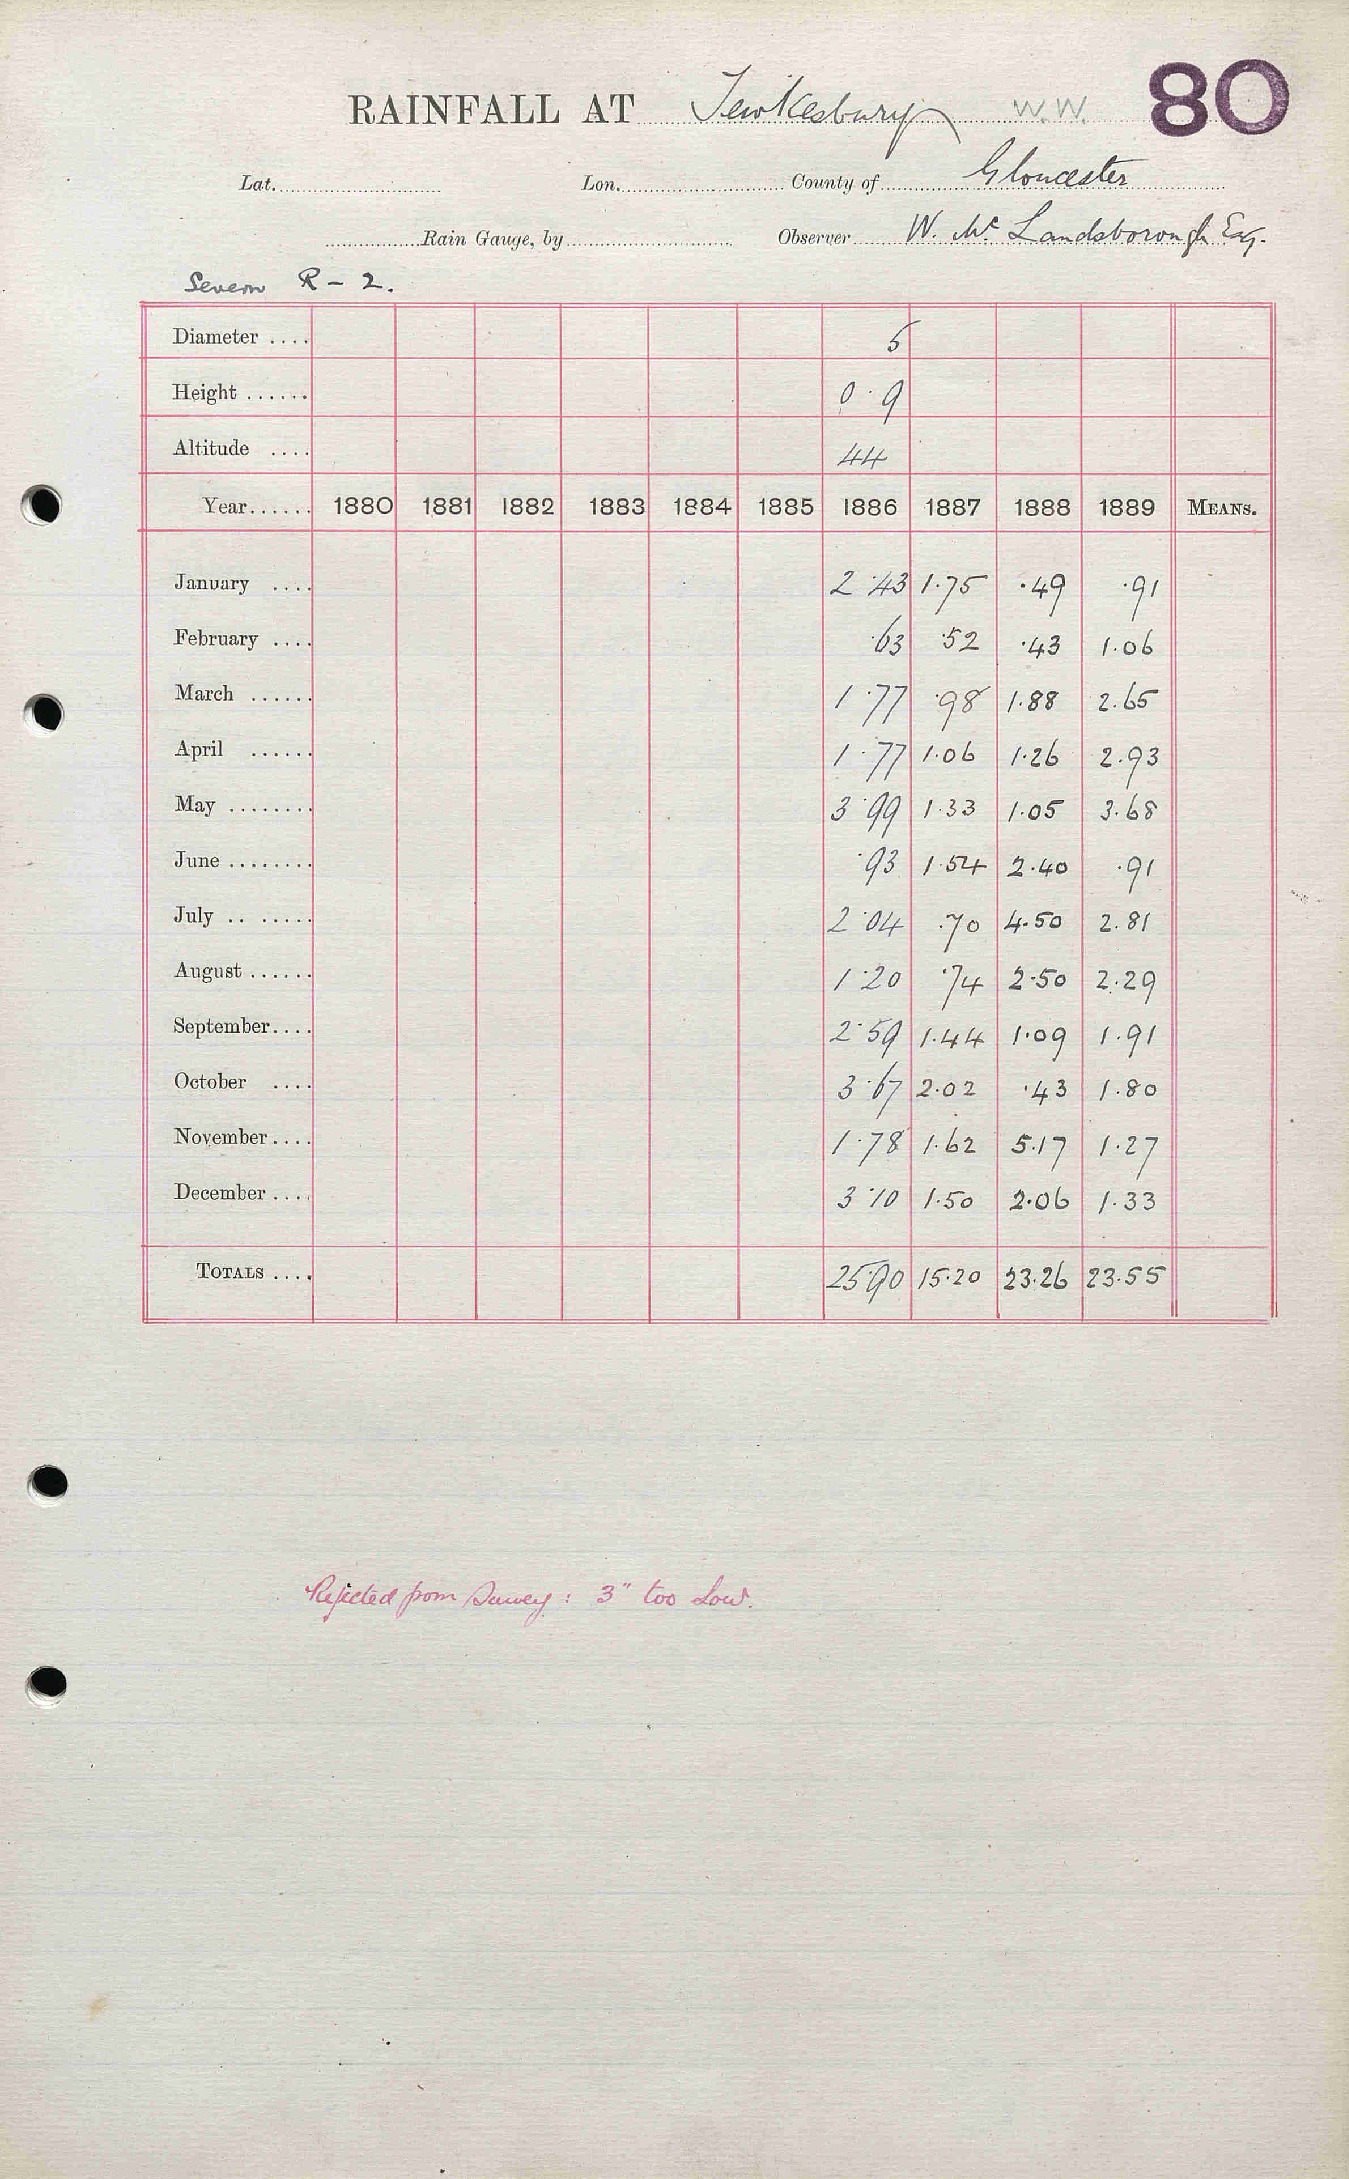 RAINFALL AT Tewkesbury W.W. 80
Lat. Lon. County of Gloucester
Rain Gauge, by Observer W. Mc Landsborough Esq.
Severn R - 2.
Diameter .... 5
Height ...... 0.9
Altitude .... 44
Year...... 1880 1881 1882 1883 1884 1885 1886 1887 1888 1889 MEANS.
January .... 2.43 1.75 .49 .91
February .... .63 .52 .43 1.06
March ...... 1.77 .98 1.88 2.65
April ...... 1.77 1.06 1.26 2.93
May ........ 3.99 1.33 1.05 3.68
June ........ .93 1.54 2.40 .91
July .. ..... 2.04 .70 4.50 2.81
August ...... 1.20 .74 2.50 2.29
September.... 2.59 1.44 1.09 1.91
October .... 3.67 2.02 .43 1.80
November.... 1.78 1.62 5.17 1.27
December .... 3.10 1.50 2.06 1.33
TOTALS .... 25.90 15.20 23.26 23.55
Rejected from Survey : 3" too Low.